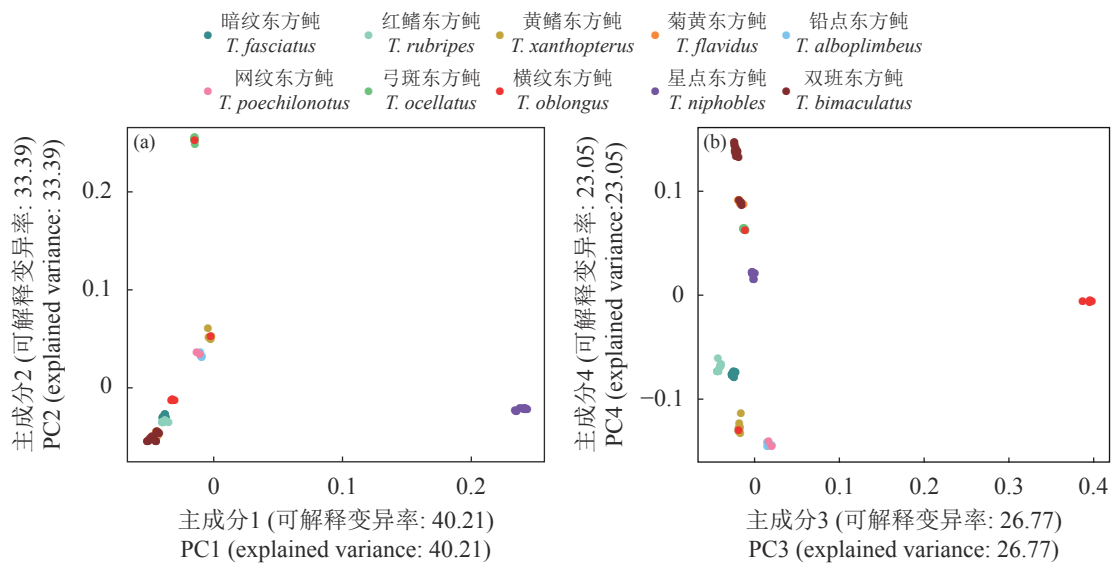 暗纹东方鲀 红鳍东方鲀 黄鳍东方鲀 菊黄东方鲀 铅点东方鲀
T. fasciatus T. rubripes T. xanthopterus T. flavidus T. alboplimbeus
网纹东方鲀 弓斑东方鲀 横纹东方鲀 星点东方鲀 双班东方鲀
T. poechilonotus T. ocellatus T. oblongus T. niphobles T. bimaculatus
(a)
主成分2 (可解释变异率: 33.39)
PC2 (explained variance: 33.39)
0.2
0.1
0
0 0.1 0.2
主成分1 (可解释变异率: 40.21)
PC1 (explained variance: 40.21)
(b)
主成分4 (可解释变异率: 23.05)
PC4 (explained variance:23.05)
0.1
0
−0.1
0 0.1 0.2 0.3 0.4
主成分3 (可解释变异率: 26.77)
PC3 (explained variance: 26.77)